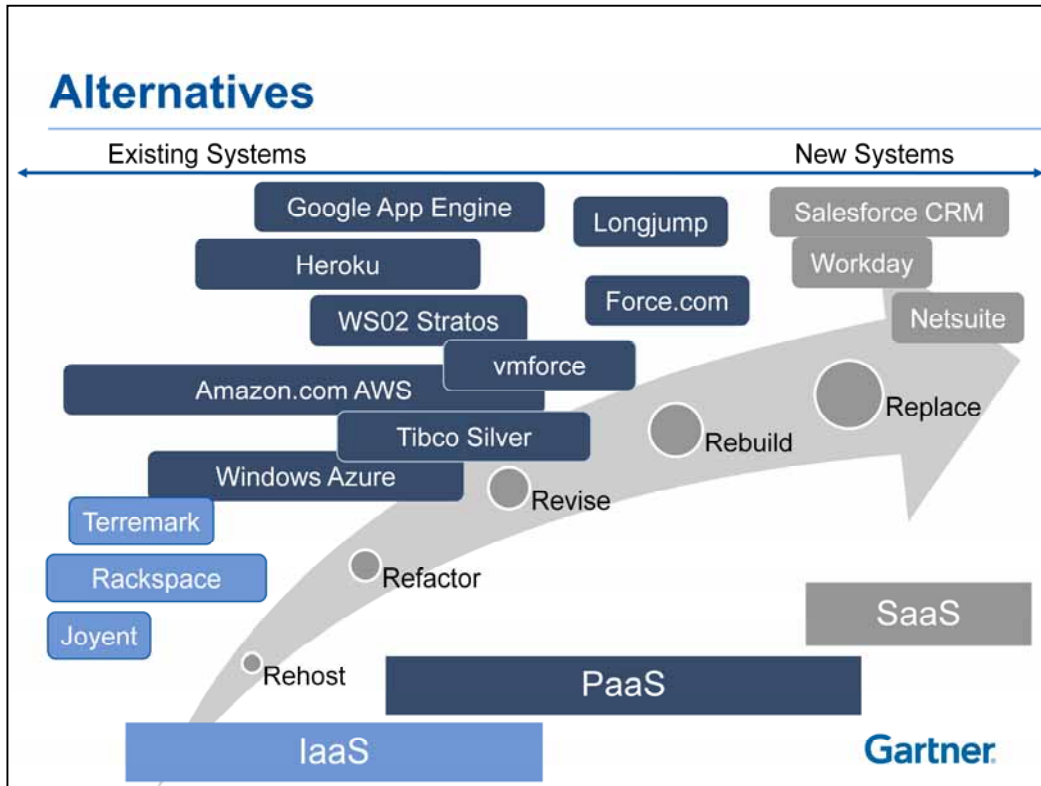 Alternatives
Existing Systems
New Systems
Google App Engine
Longjump
Salesforce CRM
Heroku
Workday
WS02 Stratos
Force.com
Netsuite
vmforce
Amazon.com AWS
Replace
Tibco Silver
Rebuild
Windows Azure
Revise
Terremark
Rackspace
Refactor
SaaS
Joyent
Rehost
PaaS
IaaS
Gartner